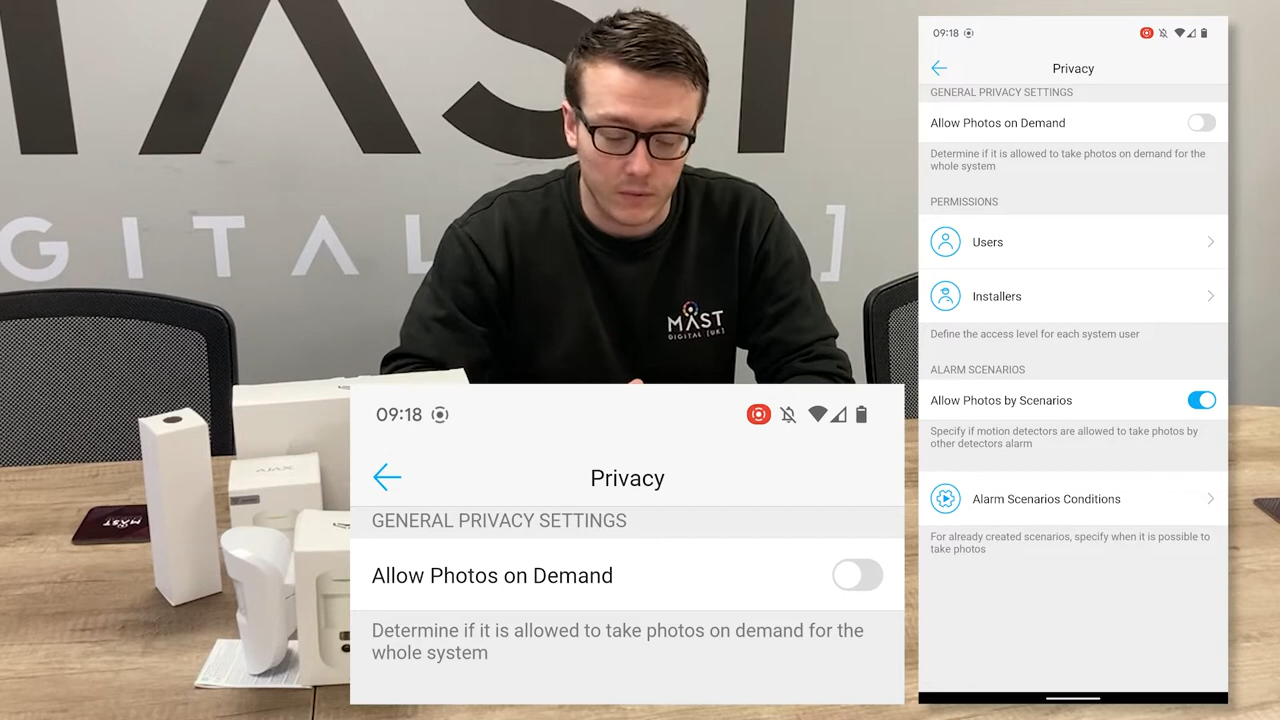 MAST
DIGITAL ]
MAST
DIGITAL [UK]
AJAX
MAST
09:18
Privacy
GENERAL PRIVACY SETTINGS
Allow Photos on Demand
Determine if it is allowed to take photos on demand for the
whole system
09:18
Privacy
GENERAL PRIVACY SETTINGS
Allow Photos on Demand
Determine if it is allowed to take photos on demand for the
whole system
PERMISSIONS
Users
Installers
Define the access level for each system user
ALARM SCENARIOS
Allow Photos by Scenarios
Specify if motion detectors are allowed to take photos by
other detectors alarm
Alarm Scenarios Conditions
For already created scenarios, specify when it is possible to
take photos